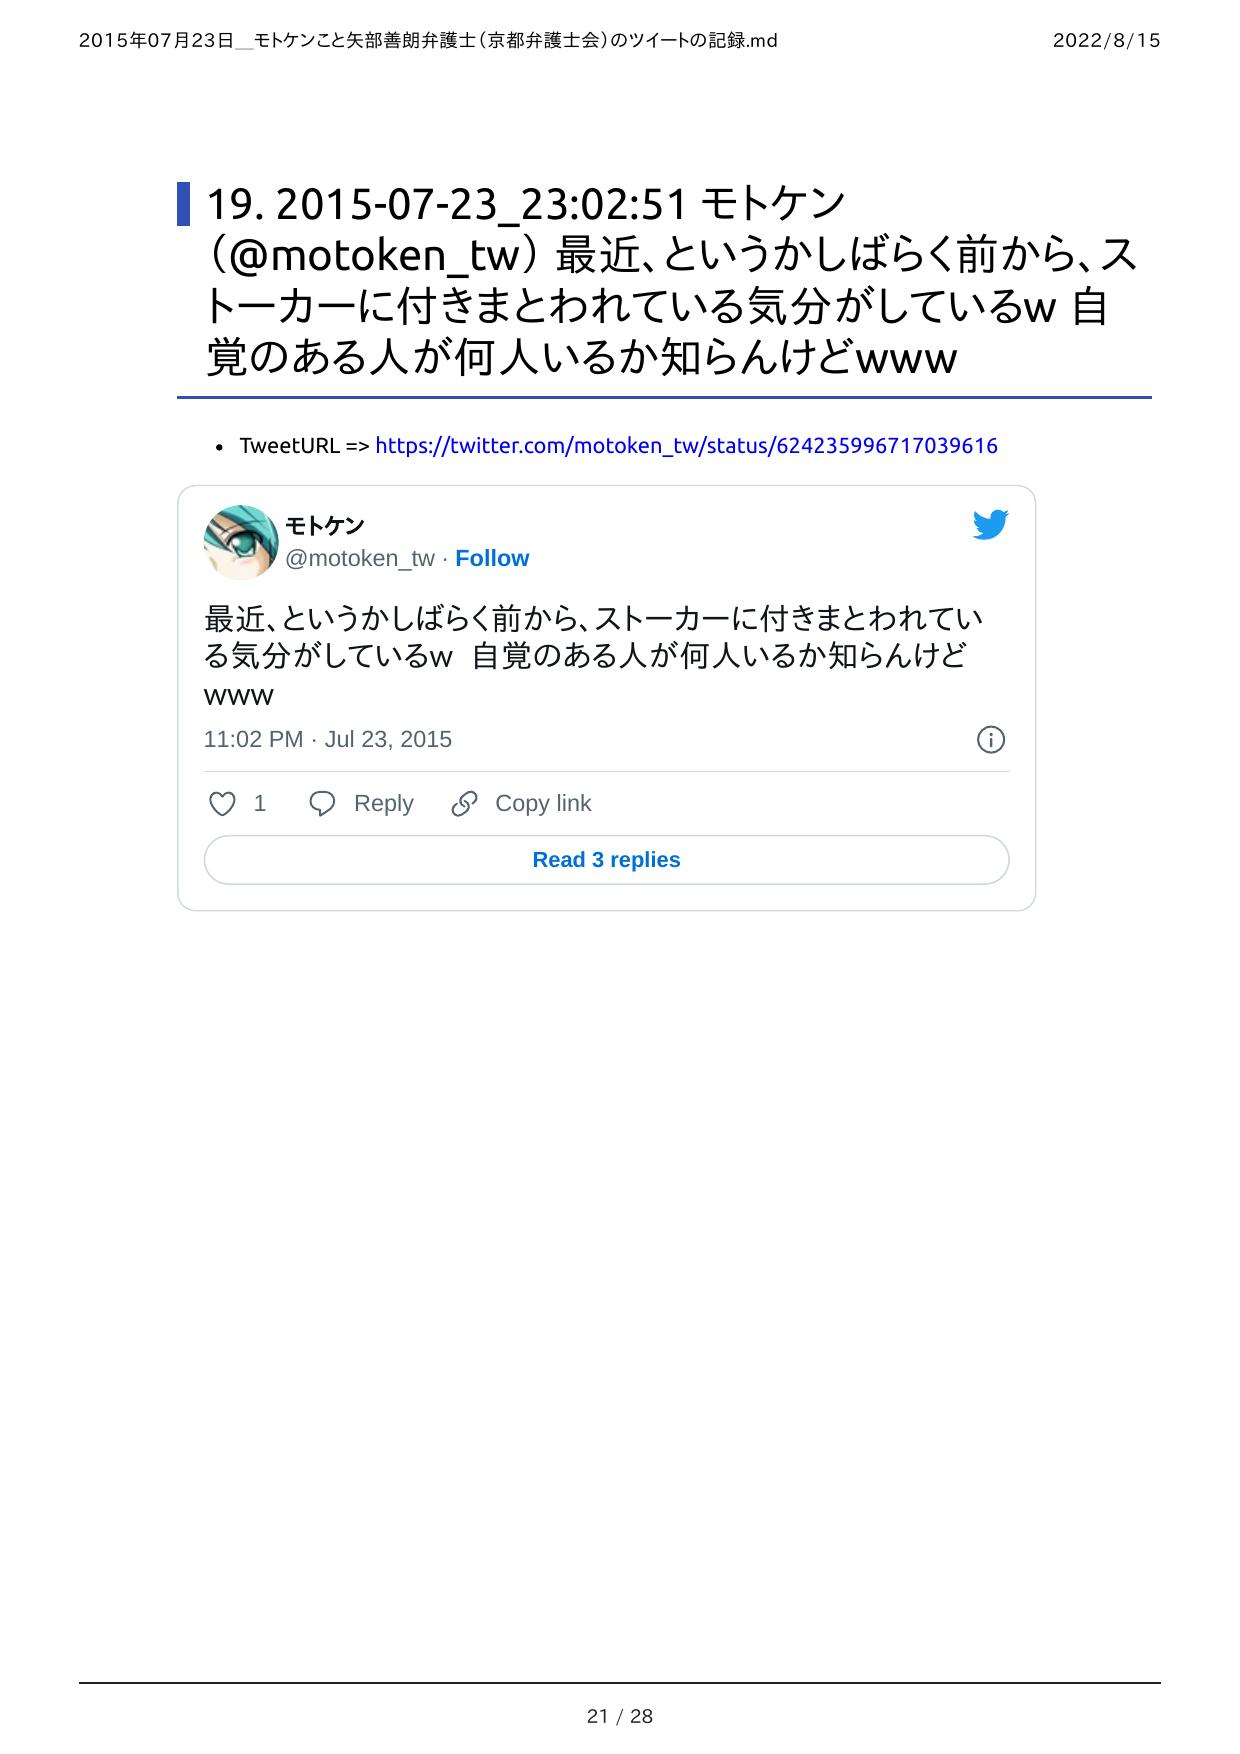 2015年07月23日__モトケンこと矢部善朗弁護士（京都弁護士会）のツイートの記録.md 2022/8/15
19. 2015-07-23_23:02:51 モトケン
（@motoken_tw） 最近、というかしばらく前から、ス
トーカーに付きまとわれている気分がしているw 自
覚のある人が何人いるか知らんけどwww
• TweetURL => https://twitter.com/motoken_tw/status/624235996717039616
モトケン
@motoken_tw · Follow
最近、というかしばらく前から、ストーカーに付きまとわれてい
る気分がしているw 自覚のある人が何人いるか知らんけど
www
11:02 PM · Jul 23, 2015
1 Reply Copy link
Read 3 replies
21 / 28